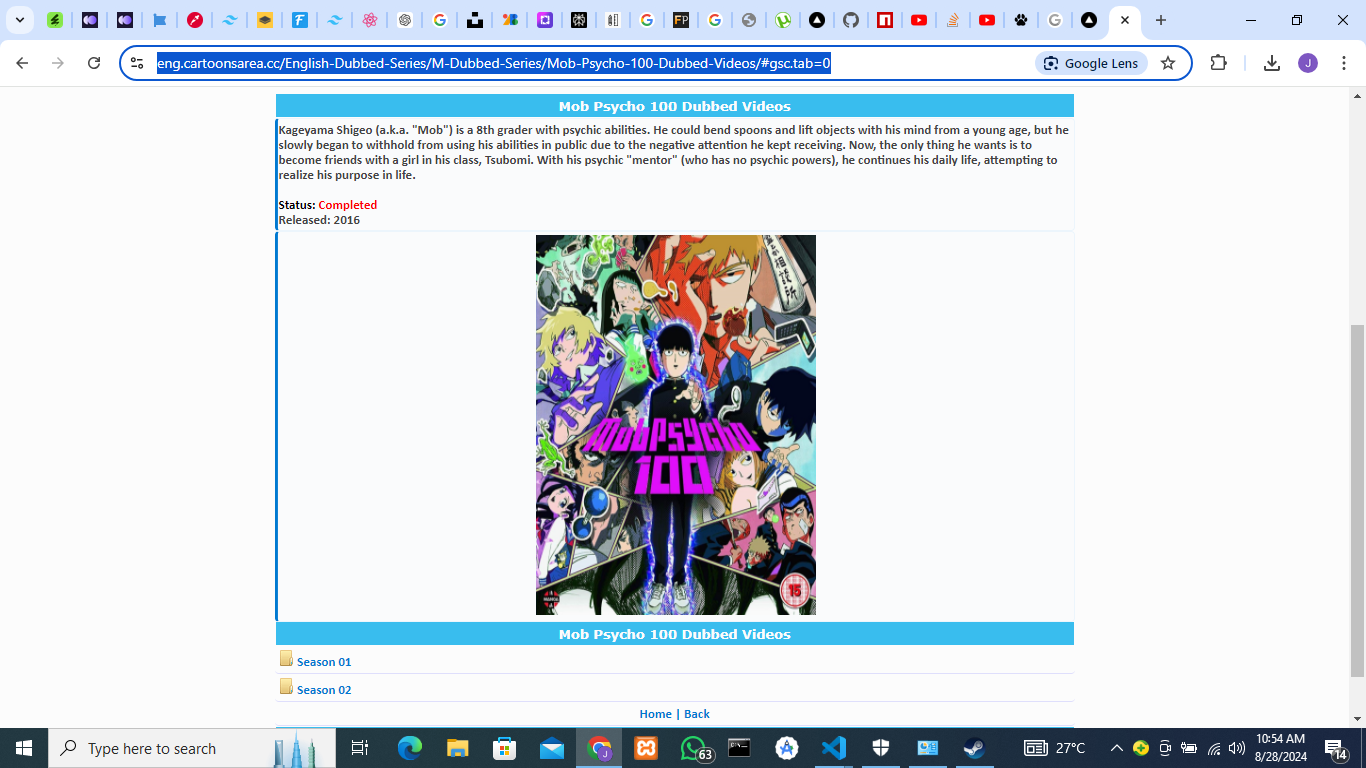 eng.cartoonsarea.cc/English-Dubbed-Series/M-Dubbed-Series/Mob-Psycho-100-Dubbed-Videos/#gsc.tab=0
Google Lens
J
Mob Psycho 100 Dubbed Videos
Kageyama Shigeo (a.k.a. "Mob") is a 8th grader with psychic abilities. He could bend spoons and lift objects with his mind from a young age, but he
slowly began to withhold from using his abilities in public due to the negative attention he kept receiving. Now, the only thing he wants is to
become friends with a girl in his class, Tsubomi. With his psychic "mentor" (who has no psychic powers), he continues his daily life, attempting to
realize his purpose in life.
Status: Completed
Released: 2016
Mob Psycho
100
15
Mob Psycho 100 Dubbed Videos
Season 01
Season 02
Home | Back
Type here to search
63
27°C
10:54 AM
8/28/2024
14